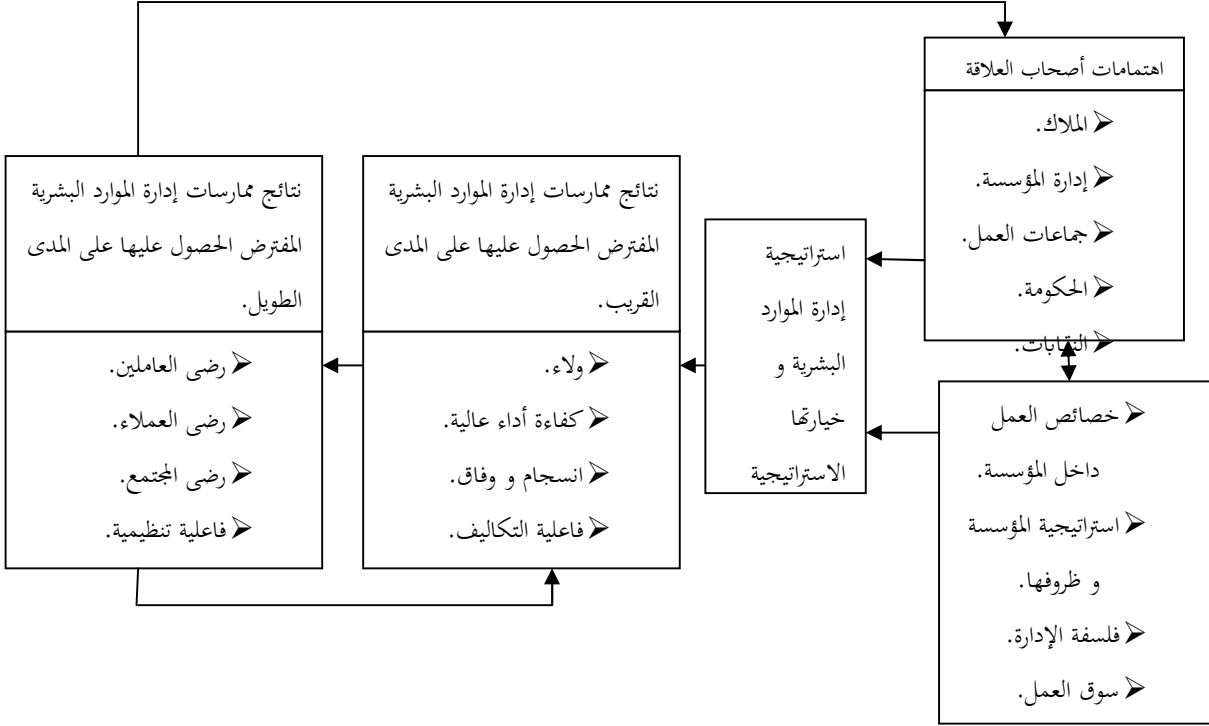 اهتمامات أصحاب العلاقة
الملاك.
إدارة المؤسسة.
جماعات العمل.
الحكومة.
النقابات.
خصائص العمل
داخل المؤسسة.
استراتيجية المؤسسة
و ظروفها.
فلسفة الإدارة.
سوق العمل.
استراتيجية
إدارة الموارد
البشرية و
خيارتها
الاستراتيجية
نتائج ممارسات إدارة الموارد البشرية
المفترض الحصول عليها على المدى
القريب.
ولاء.
كفاءة أداء عالية.
انسجام و وفاق.
فاعلية التكاليف.
نتائج ممارسات إدارة الموارد البشرية
المفترض الحصول عليها على المدى
الطويل.
رضى العاملين.
رضى العملاء.
رضى المجتمع.
فاعلية تنظيمية.